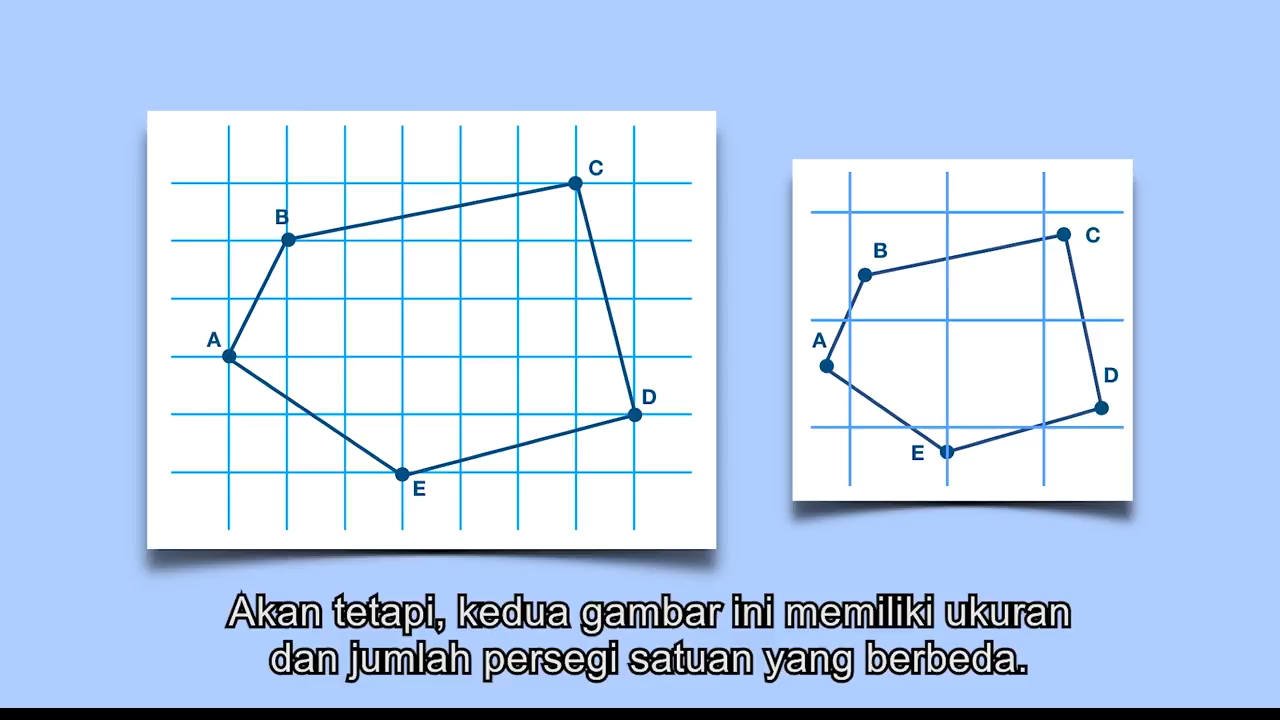 C
B
A
D
E
B
C
A
D
E
Akan tetapi, kedua gambar ini memiliki ukuran
dan jumlah persegi satuan yang berbeda.